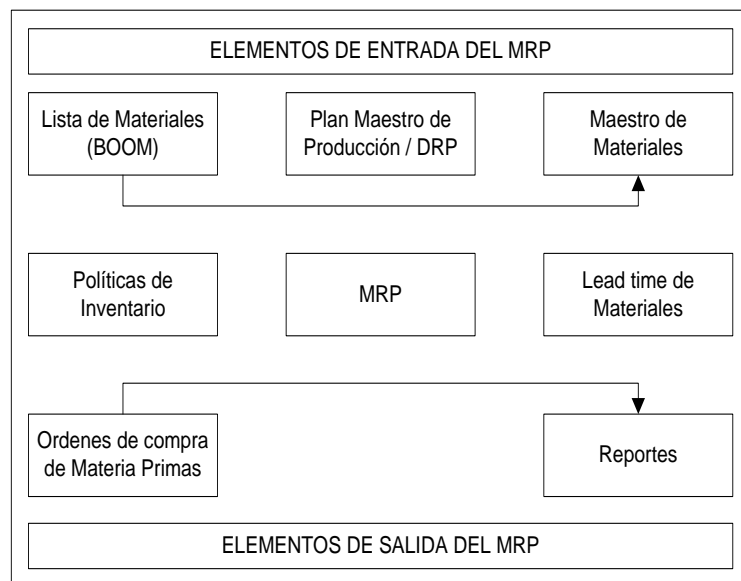 ELEMENTOS DE ENTRADA DEL MRP
Lista de Materiales
(BOOM)
Plan Maestro de
Producción / DRP
Maestro de
Materiales
Políticas de
Inventario
MRP
Lead time de
Materiales
Ordenes de compra
de Materia Primas
Reportes
ELEMENTOS DE SALIDA DEL MRP